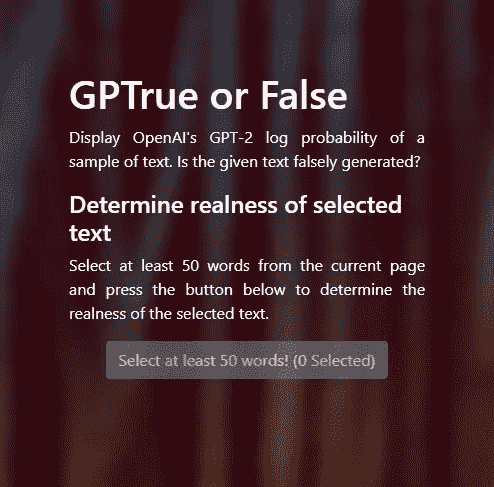 GPTrue or False
Display OpenAI's GPT-2 log probability of a
sample of text. Is the given text falsely generated?
Determine realness of selected
text
Select at least 50 words from the current page
and press the button below to determine the
realness of the selected text.
Select at least 50 words! (0 Selected)